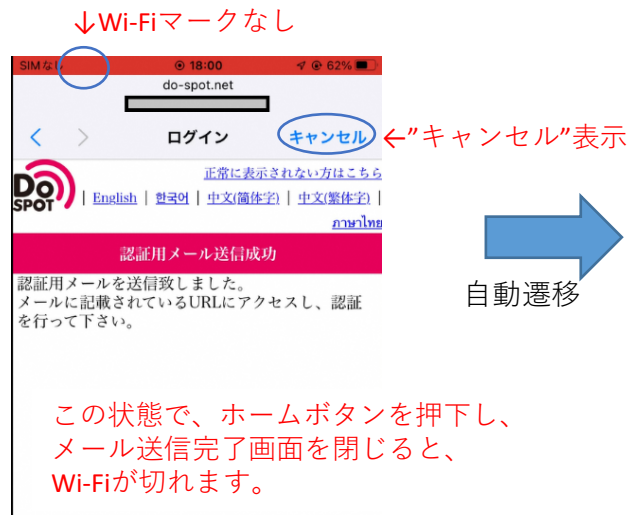 ↓Wi-Fiマークなし
SIMなし 18:00 62%
do-spot.net
ログイン キャンセル ←”キャンセル”表示
正常に表示されない方はこちら
Do SPOT | English | 한국어 | 中文(简体字) | 中文(繁体字) |
ภาษาไทย
認証用メール送信成功
認証用メールを送信致しました。
メールに記載されているURLにアクセスし、認証
を行って下さい。
自動遷移
この状態で、ホームボタンを押下し、
メール送信完了画面を閉じると、
Wi-Fiが切れます。